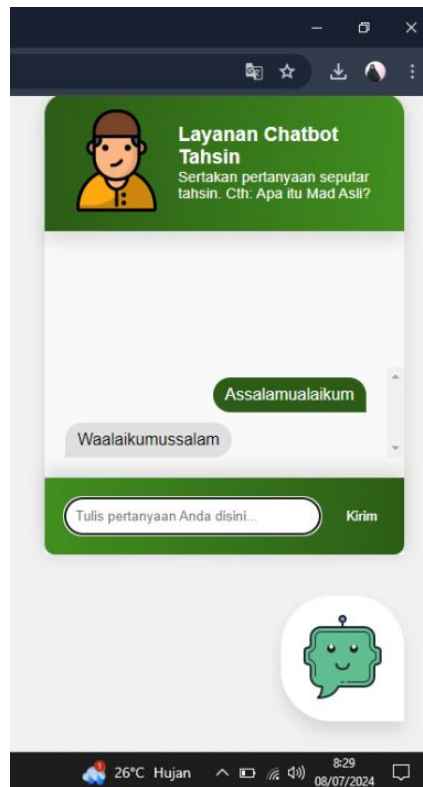 Layanan Chatbot
Tahsin
Sertakan pertanyaan seputar
tahsin. Cth: Apa itu Mad Asli?
Assalamualaikum
Waalaikumussalam
Tulis pertanyaan Anda disini...
Kirim
1
26°C Hujan
8:29
08/07/2024